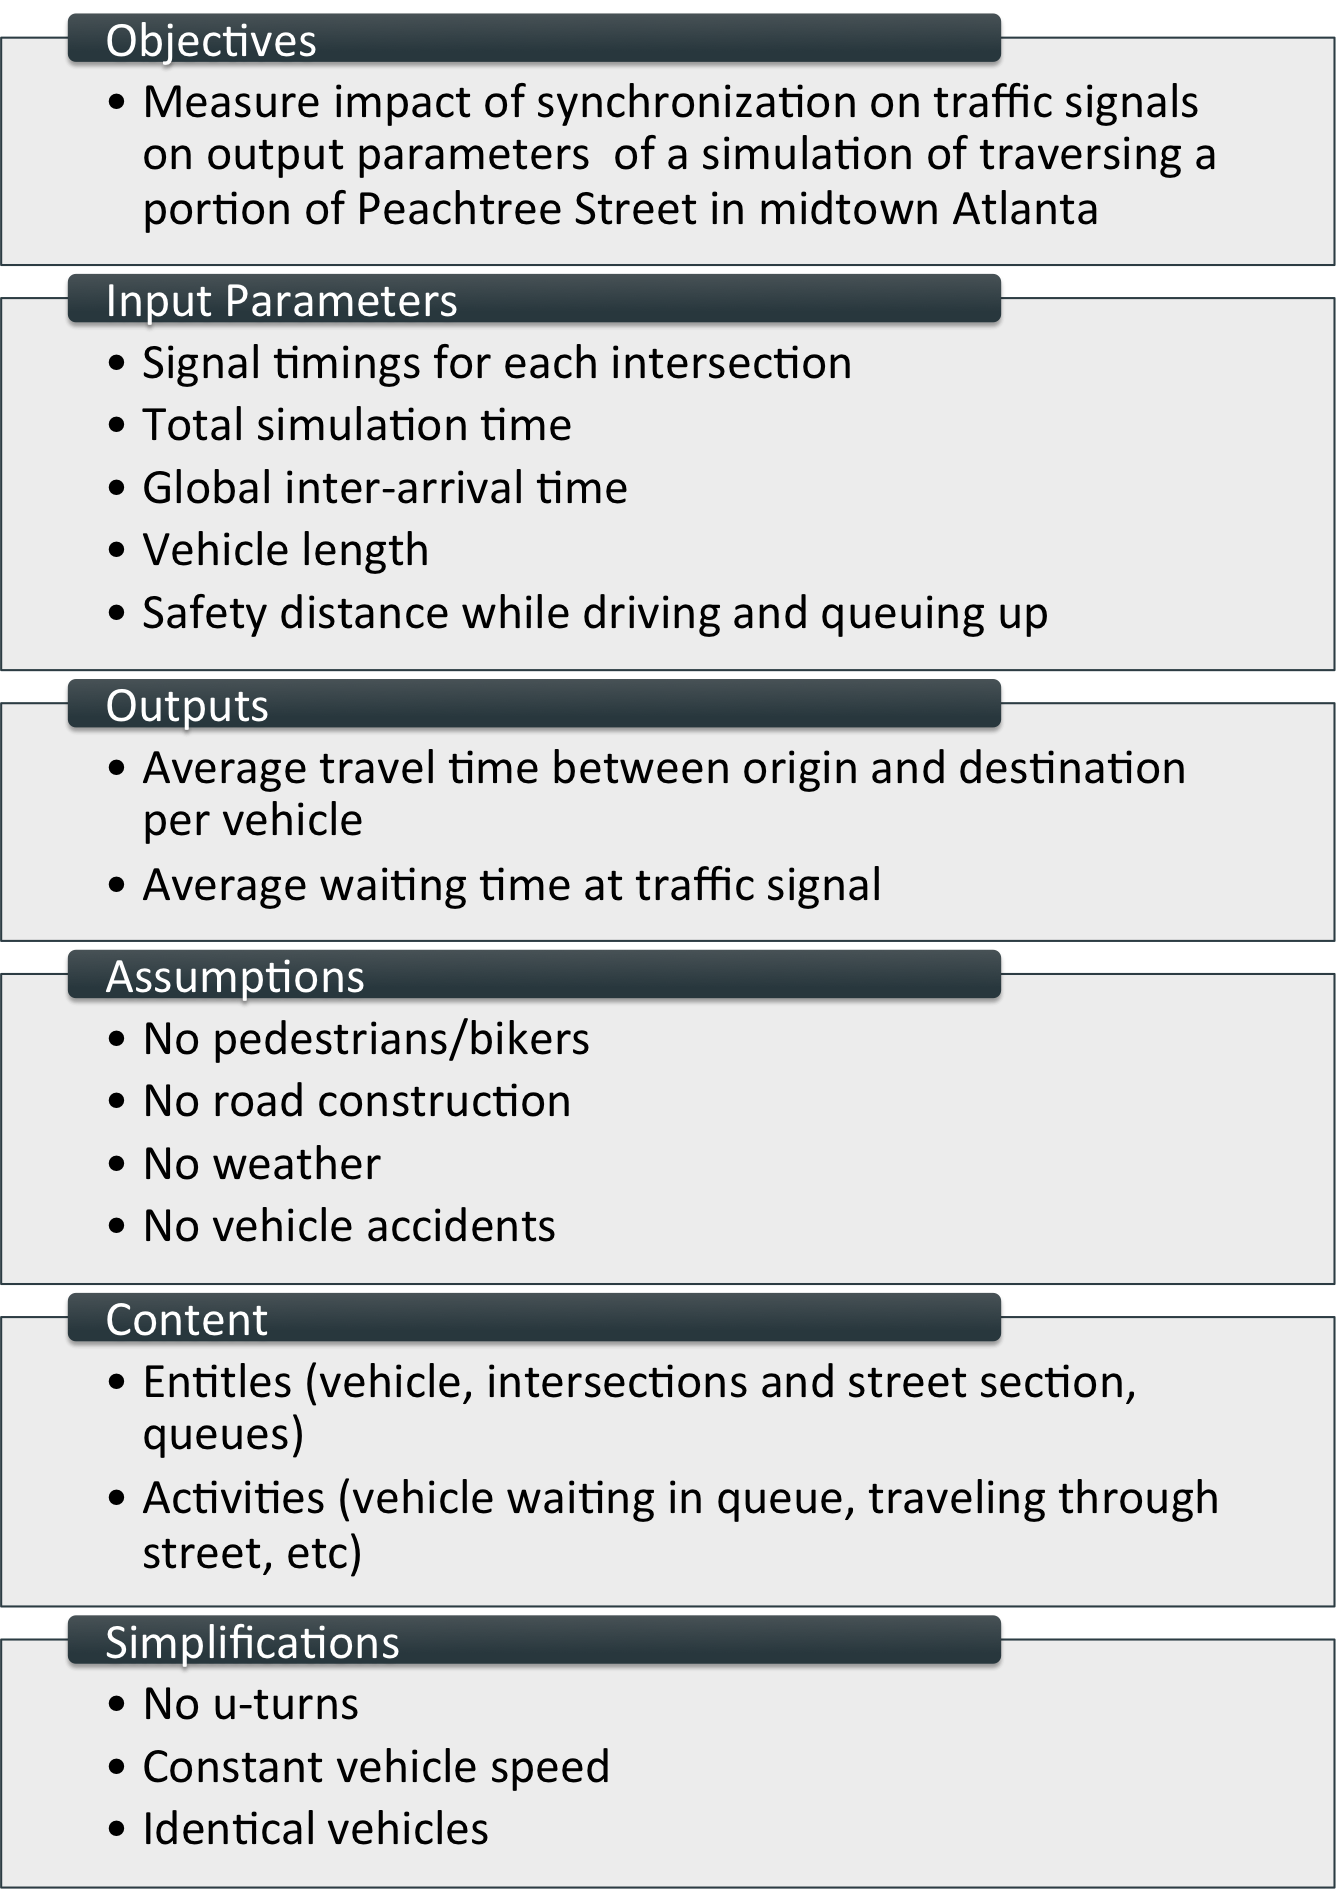 Objectives
• Measure impact of synchronization on traffic signals
on output parameters  of a simulation of traversing a
portion of Peachtree Street in midtown Atlanta
Input Parameters
• Signal timings for each intersection
• Total simulation time
• Global inter-arrival time
• Vehicle length
• Safety distance while driving and queuing up
Outputs
• Average travel time between origin and destination
per vehicle
• Average waiting time at traffic signal
Assumptions
• No pedestrians/bikers
• No road construction
• No weather
• No vehicle accidents
Content
• Entitles (vehicle, intersections and street section,
queues)
• Activities (vehicle waiting in queue, traveling through
street, etc)
Simplifications
• No u-turns
• Constant vehicle speed
• Identical vehicles